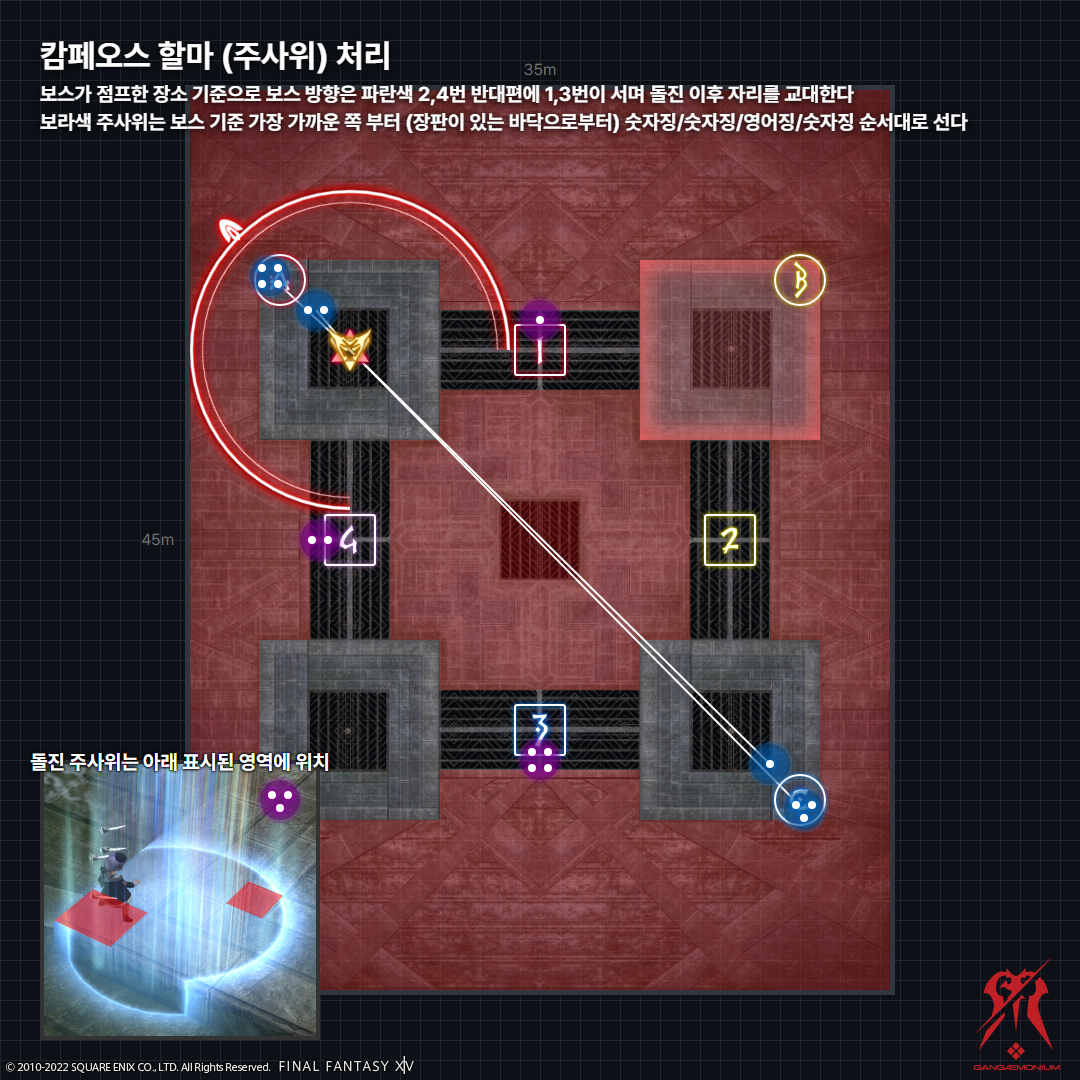 캄페오스 할마 (주사위) 처리
35m
보스가 점프한 장소 기준으로 보스 방향은 파란색 2,4번 반대편에 1,3번이 서며 돌진 이후 자리를 교대한다
보라색 주사위는 보스 기준 가장 가까운 쪽 부터 (장판이 있는 바닥으로부터) 숫자징/숫자징/영어징/숫자징 순서대로 선다
A
B
1
45m
4
2
3
돌진 주사위는 아래 표시된 영역에 위치
C
© 2010-2022 SQUARE ENIX CO., LTD. All Rights Reserved. FINAL FANTASY XIV
GANGÆMONIUM